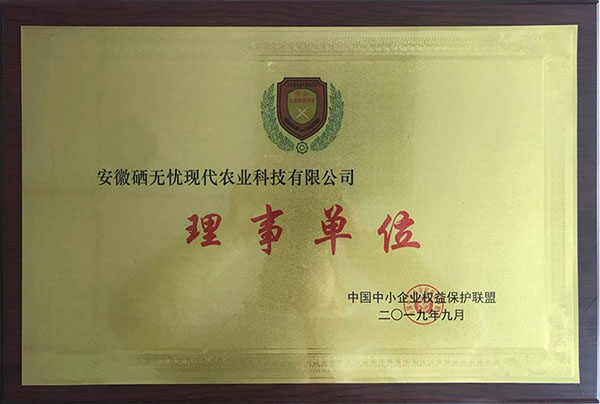 中小
安徽硒无忧现代农业科技有限公司
理事单位
中国中小企业权益保护联盟
二〇一九年九月